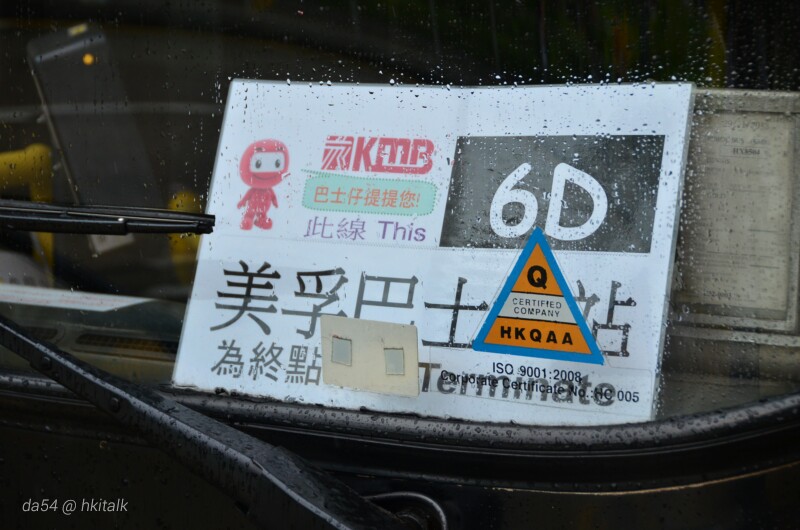 KMB
6D
巴士仔提提您!
此線 This
美孚巴士 站
Q
CERTIFIED
COMPANY
HKQAA
為終點
Terminate
ISO 9001:2008
Corporate Certificate No.:HC 005
da54 @ hkitalk